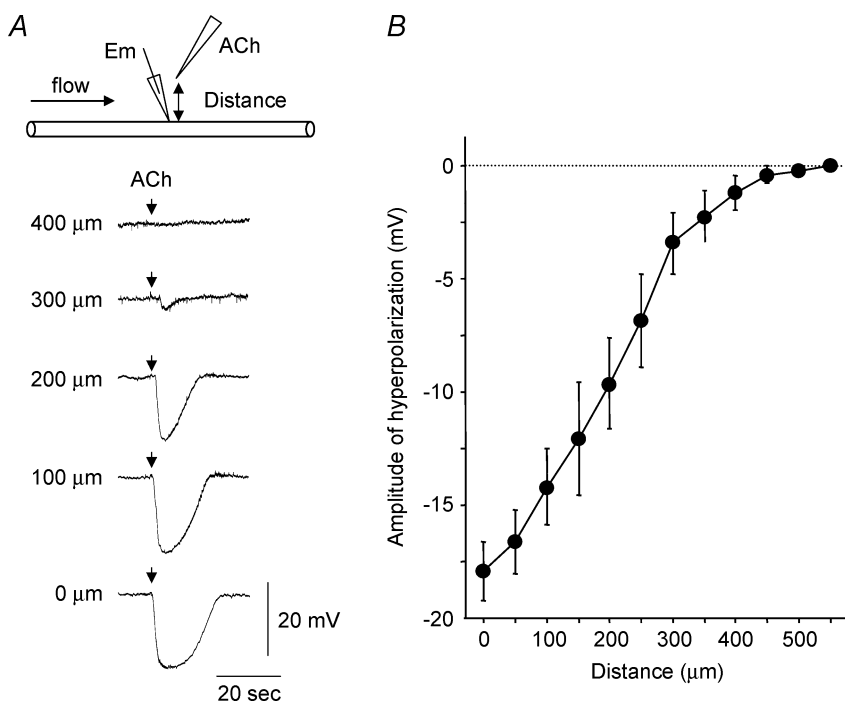 A
Em
ACh
flow
Distance
ACh
400 μm
300 μm
200 μm
100 μm
0 μm
20 mV
20 sec
B
0
-5
-10
-15
-20
Amplitude of hyperpolarization (mV)
0 100 200 300 400 500
Distance (μm)